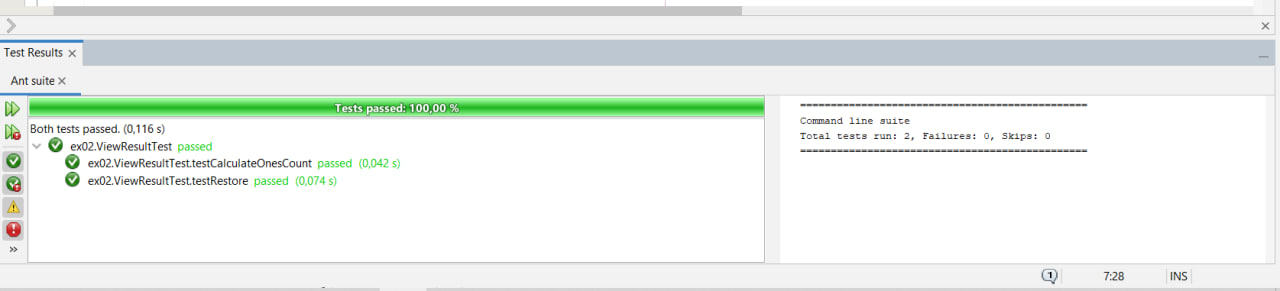 Test Results
Ant suite
Tests passed: 100,00 %
Both tests passed. (0,116 s)
ex02.ViewResultTest passed
ex02.ViewResultTest.testCalculateOnesCount passed (0,042 s)
ex02.ViewResultTest.testRestore passed (0,074 s)
===============================================
Command line suite
Total tests run: 2, Failures: 0, Skips: 0
===============================================
1 7:28 INS